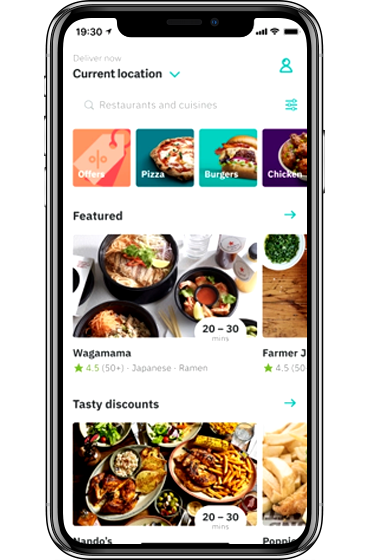 19:30
Deliver now
Current location
Restaurants and cuisines
Offers
Pizza
Burgers
Chicken
Featured
20 – 30
mins
Wagamama
4.5 (50+) · Japanese · Ramen
Farmer J
4.5 (50
Tasty discounts
20 – 30
mins
Nando's